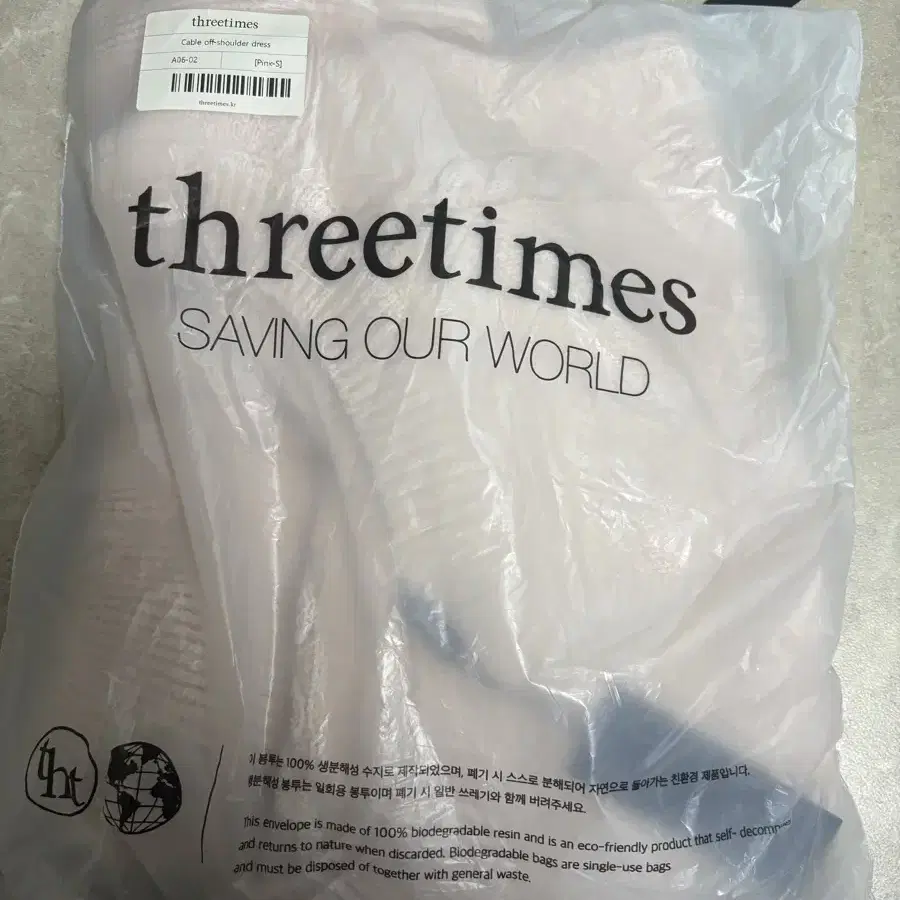 threetimes
Cable off-shoulder dress
A06-02 [Pink-S]
threetimes.kr
threetimes
SAVING OUR WORLD
tht
이 봉투는 100% 생분해성 수지로 제작되었으며, 폐기 시 스스로 분해되어 자연으로 돌아가는 친환경 제품입니다.
생분해성 봉투는 일회용 봉투이며 폐기 시 일반 쓰레기와 함께 버려주세요.
This envelope is made of 100% biodegradable resin and is an eco-friendly product that self-
and returns to nature when discarded. Biodegradable bags are single-use bags
and must be disposed of together with general waste.